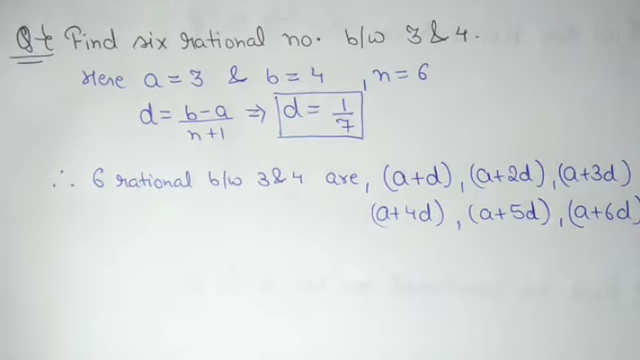 Q+ Find six rational no. b/w 3 & 4.
Here a = 3 & b = 4 , n = 6
d = b-a/n+1 ⇒ d = 1/7
∴ 6 rational b/w 3 & 4 are, (a+d), (a+2d), (a+3d)
(a+4d), (a+5d), (a+6d)